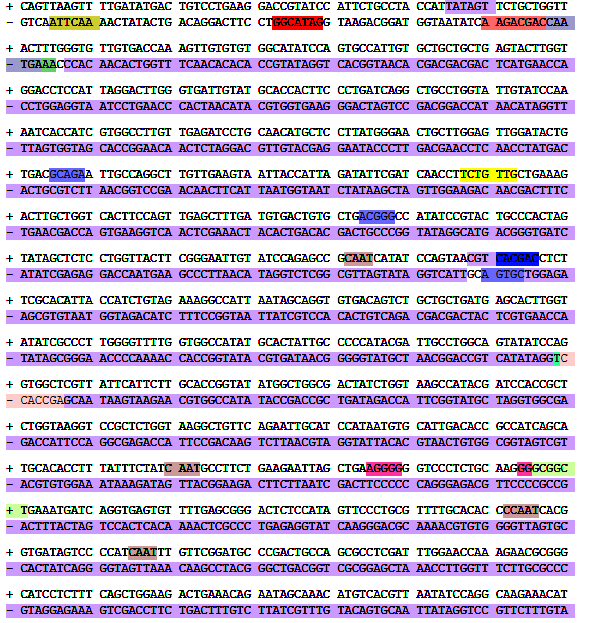 + CAGTTAAGTT TTTGATATGAC TGTCCTGAAGG GACCGTATCC ATTCTGCCTA CCATTATAGT TCTGCTGGTT
- GTCAATTCAA AAACTATACTG ACAGGACTTCC CTGGCATAGG TAAGACGGAT GGTAATATCA AGACGACCAA
+ ACTTTGGGTG TTGTGACCAA AGTTGTGTGT GGCATATCCA GTGCCATTGT GCTGCTGCTG AGTACTTGGT
- TGAAACCCAC AACACTGGTT TCAACACACA CCGTATAGGT CACGGTAACA CGACGACGAC TCATGAACCA
+ GGACCTCCAT TAGGACTTGG GTGATTGTAT GCACCACTTC CCTGATCAGG CTGCCTGGTA TTGTATCCAA
- CCTGGAGGTA ATCCTGAACC CACTAACATA CGTGGTGAAG GGACTAGTCC GACGGACCAT AACATAGGTT
+ AATCACCATC GTGGCCTTGT TGAGATCCTG CAACATGCTC CTTATGGGAA CTGCTTGGAG TTGGATACTG
- TTAGTGGTAG CACCGGAACA ACTCTAGGAC GTTGTACGAG GAATACCCTT GACGAACCTC AACCTATGAC
+ TGACGCAGAA TTGCCAGGCT TGTTGAAGTA ATTACCATTA GATATTCGAT CAACCTTCTG TTGCTGAAAG
- ACTGCGTCTT AACGGTCCGA ACAACTTCAT TAATGGTAAT CTATAAGCTA GTTGGAAGAC AACGACTTTC
+ ACTTGCTGGT CACTTCCAGT TGAGCTTTGA TGTGACTGTG CTGACGGGCC ATATCCGTAC TGCCCACTAG
- TGAACGACCA GTGAAGGTCA ACTCGAAACT ACACTGACAC GACTGCCCGG TATAGGCATG ACGGGTGATC
+ TATAGCTCTC CTGGTTACTT CGGGAATTGT ATCCAGAGCC GCAATCATAT CCAGTAACGT CACGACCTCT
- ATATCGAGAG GACCAATGAA GCCCTTAACA TAGGTCTCGG CGTTAGTATA GGTCATTGCA GTGCTGGAGA
+ TCGCACATTA CCATCTGTAG AAAGGCCATT AATAGCAGGT GTGACAGTCT GCTGCTGATG AGCACTTGGT
- AGCGTGTAAT GGTAGACATC TTTCCGGTAA TTATCGTCCA CACTGTCAGA CGACGACTAC TCGTGAACCA
+ ATATCGCCCT TGGGGTTTTG GTGGCCATAT GCACTATTGC CCCCATACGA TTGCCTGGCA GTATATCCAG
- TATAGCGGGA ACCCCAAAAC CACCGGTATA CGTGATAACG GGGGTATGCT AACGGACCGT CATATAGGTC
+ GTGGCTCGTT ATTCATTCTT GCACCGGTAT ATGGCTGGCG ACTATCTGGT AAGCCATACG ATCCACCGCT
- CACCGAGCAA TAAGTAAGAA CGTGGCCATA TACCGACCGC TGATAGACCA TTCGGTATGC TAGGTGGCGA
+ CTGGTAAGGT CCGCTCTGGT AAGGCTGTTC AGAATTGCAT CCATAATGTG CATTGACACC GCCATCAGCA
- GACCATTCCA GGCGAGACCA TTCCGACAAG TCTTAACGTA GGTATTACAC GTAACTGTGG CGGTAGTCGT
+ TGCACACCTT TATTTCTATC AATGCCTTCT GAAGAATTAG CTGAAGGGGG GTCCCTCTGC AAGGGGCGGC
- ACGTGTGGAA ATAAAGATAG TTACGGAAGA CTTCTTAATC GACTTCCCCC CAGGGAGACG TTCCCCGCCG
+ TGAAATGATC AGGTGAGTGT TTTGAGCGGG ACTCTCCATA GTTCCCTGCG TTTTGCACAC CCAATCACG
- ACTTTACTAG TCCACTCACA AAACTCGCCC TGAGAGGTAT CAAGGGACGC AAAACGTGTG GGGTTAGTGC
+ GTGATAGTCC CCATCAATTT GTTCGGATGC CCGACTGCCA GCGCCTCGAT TTGGAACCAA AGAACGCGGG
- CACTATCAGG GGTAGTTAAA CAAGCCTACG GGCTGACGGT CGCGGAGCTA AACCTTGGTT TCTTGCGCCC
+ CATCCTCTTT CAGCTGGAAG ACTGAAACAG AATAGCAAAC ATGTCACGTT AATATCCAGG CAAGAAACAT
- GTAGGAGAAA GTCGACCTTC TGACTTTGTC TTATCGTTTG TACAGTGCAA TTATAGGTCC GTTCTTTGTA